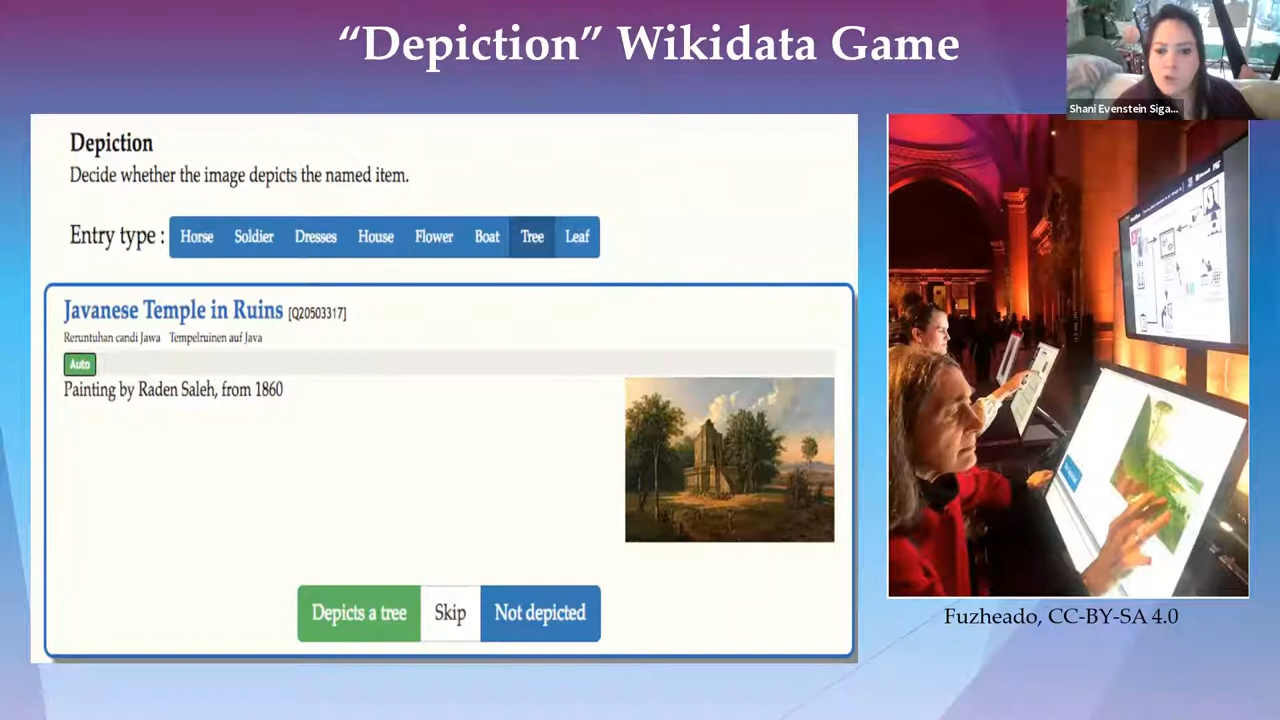 “Depiction” Wikidata Game
Shani Evenstein Siga...
Depiction
Decide whether the image depicts the named item.
Entry type : Horse Soldier Dresses House Flower Boat Tree Leaf
Javanese Temple in Ruins [Q20503317]
Reruntuhan candi Jawa Tempelruinen auf Java
Auto
Painting by Raden Saleh, from 1860
Depicts a tree Skip Not depicted
Fuzheado, CC-BY-SA 4.0